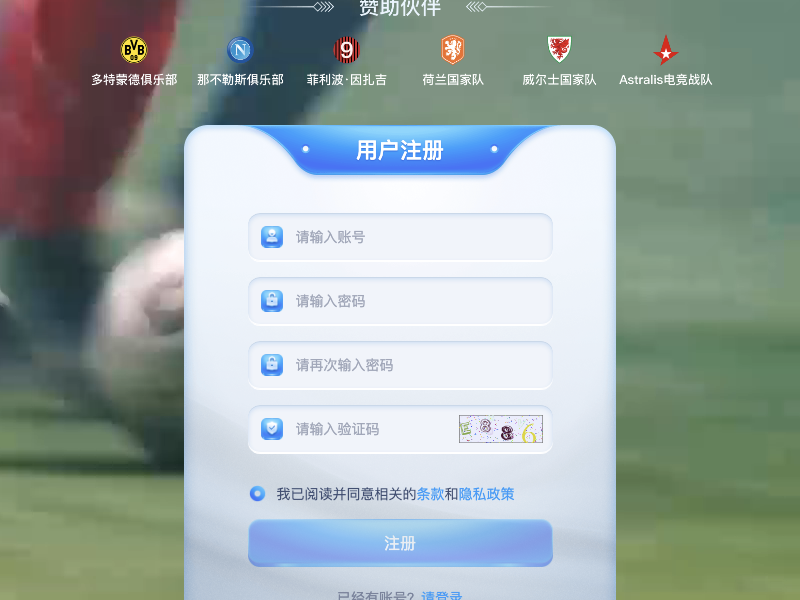 赞助伙伴
BVB 09
N
9
多特蒙德俱乐部 那不勒斯俱乐部 菲利波·因扎吉 荷兰国家队 威尔士国家队 Astralis电竞战队
用户注册
请输入账号
请输入密码
请再次输入密码
请输入验证码
E886
我已阅读并同意相关的条款和隐私政策
注册
已经有账号? 请登录